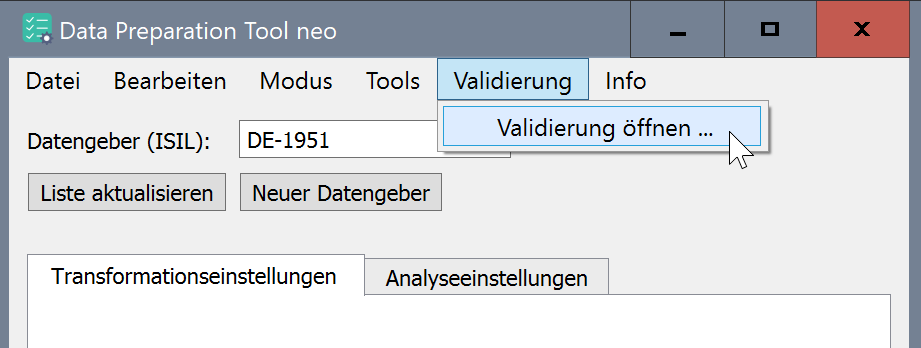 Data Preparation Tool neo
Datei Bearbeiten Modus Tools Validierung Info
Validierung öffnen ...
Datengeber (ISIL): DE-1951
Liste aktualisieren Neuer Datengeber
Transformationseinstellungen Analyseeinstellungen